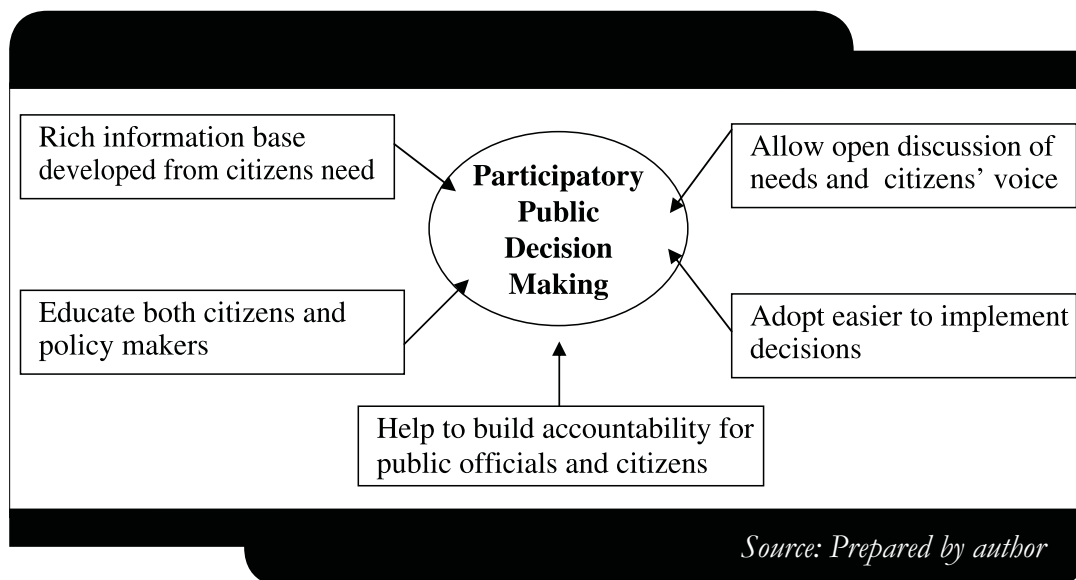 Rich information base
developed from citizens need
Participatory
Public
Decision
Making
Allow open discussion of
needs and citizens’ voice
Educate both citizens and
policy makers
Adopt easier to implement
decisions
Help to build accountability for
public officials and citizens
Source: Prepared by author